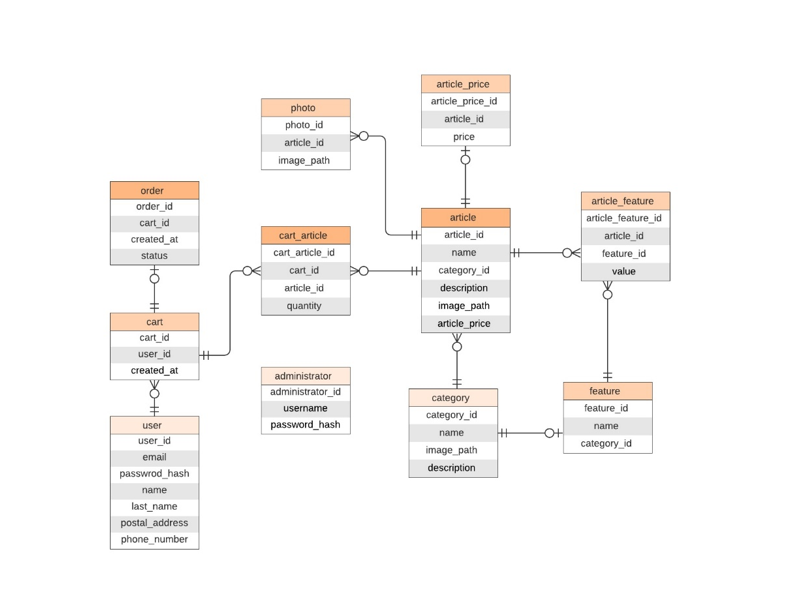 article_price
article_price_id
article_id
price
photo
photo_id
article_id
image_path
order
order_id
cart_id
created_at
status
cart_article
cart_article_id
cart_id
article_id
quantity
article
article_id
name
category_id
description
image_path
article_price
article_feature
article_feature_id
article_id
feature_id
value
cart
cart_id
user_id
created_at
administrator
administrator_id
username
password_hash
category
category_id
name
image_path
description
feature
feature_id
name
category_id
user
user_id
email
passwrod_hash
name
last_name
postal_address
phone_number